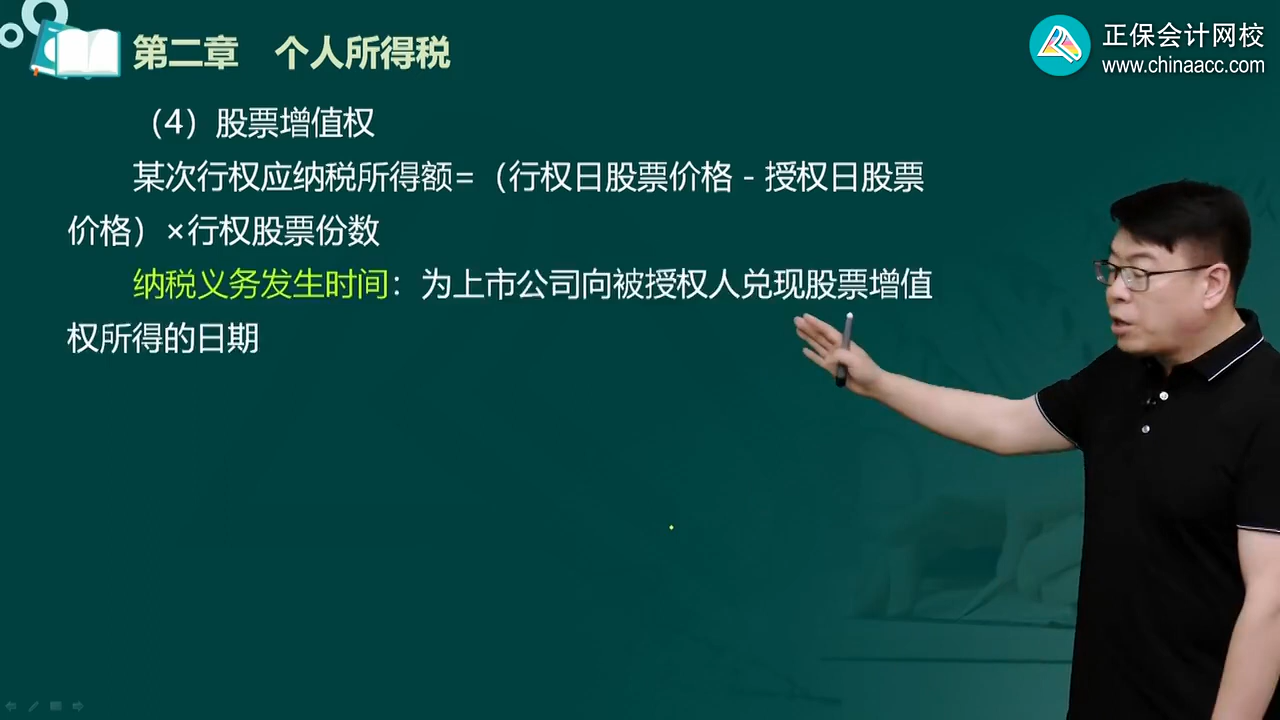 第二章 个人所得税
正保会计网校
www.chinaacc.com
（4）股票增值权
某次行权应纳税所得额=（行权日股票价格 - 授权日股票
价格）×行权股票份数
纳税义务发生时间：为上市公司向被授权人兑现股票增值
权所得的日期